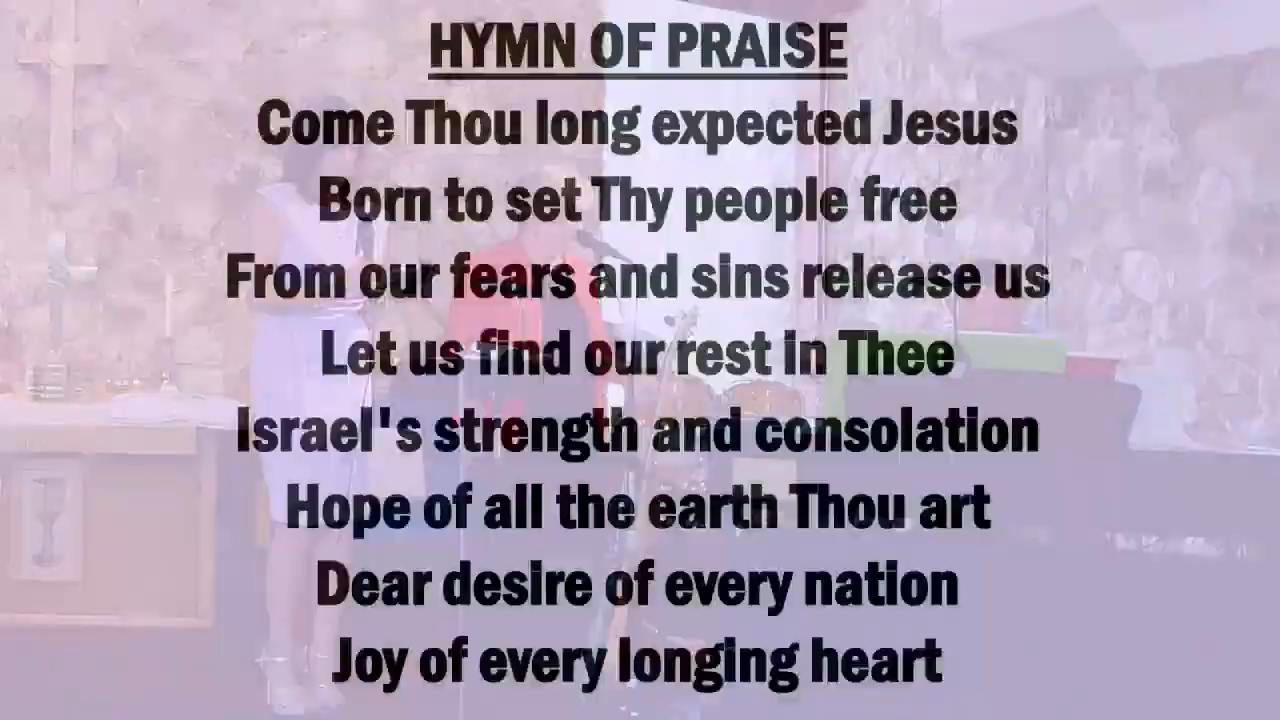 HYMN OF PRAISE
Come Thou long expected Jesus
Born to set Thy people free
From our fears and sins release us
Let us find our rest in Thee
Israel's strength and consolation
Hope of all the earth Thou art
Dear desire of every nation
Joy of every longing heart